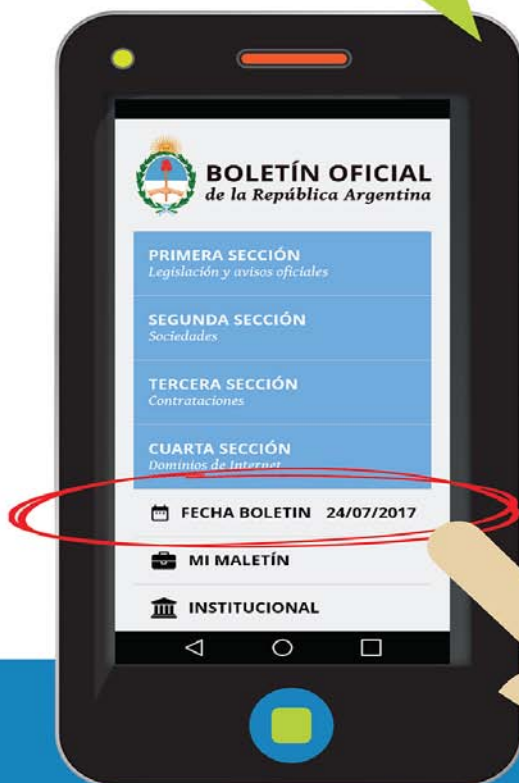 BOLETÍN OFICIAL
de la República Argentina
PRIMERA SECCIÓN
Legislación y avisos oficiales
SEGUNDA SECCIÓN
Sociedades
TERCERA SECCIÓN
Contrataciones
CUARTA SECCIÓN
Dominios de Internet
FECHA BOLETIN 24/07/2017
MI MALETÍN
INSTITUCIONAL